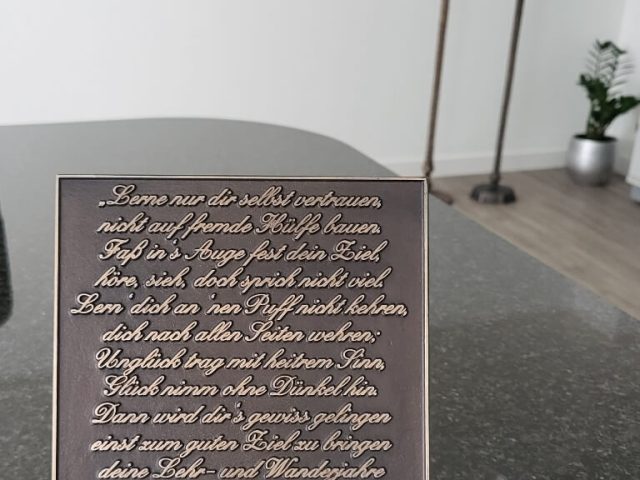 „Lerne nur dir selbst vertrauen,
nicht auf fremde Hülfe bauen.
Faß in's Auge fest dein Ziel,
höre, sieh, doch sprich nicht viel.
Lern' dich an 'nen Puff nicht kehren,
dich nach allen Seiten wehren;
Unglück trag mit heitrem Sinn,
Glück nimm ohne Dünkel hin.
Dann wird dir's gewiss gelingen
einst zum guten Ziel zu bringen
deine Lehr- und Wanderjahre